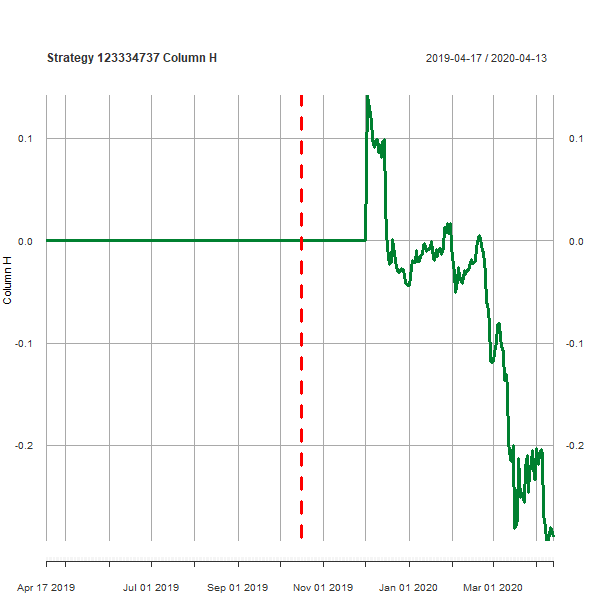 Strategy 123334737 Column H
2019-04-17 / 2020-04-13
0.1
0.1
0.0
0.0
Column H
-0.1
-0.1
-0.2
-0.2
Apr 17 2019
Jul 01 2019
Sep 01 2019
Nov 01 2019
Jan 01 2020
Mar 01 2020